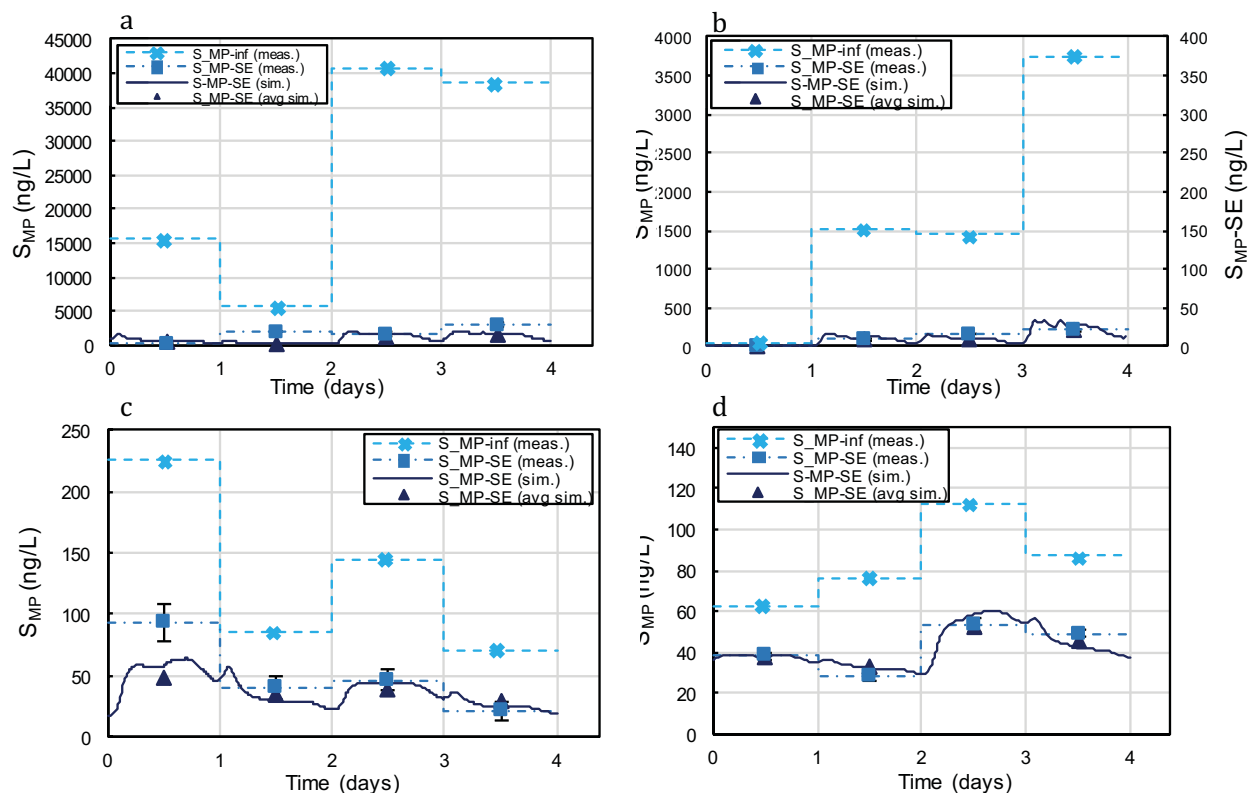 a
45000
40000
35000
30000
25000
20000
15000
10000
5000
0
S_MP-inf (meas.)
S_MP-SE (meas.)
S-MP-SE (sim.)
S_MP-SE (avg sim.)
SMP (ng/L)
0 1 2 3 4
Time (days)
b
4000
3500
3000
2500
2000
1500
1000
500
0
S_MP-inf (meas.)
S_MP-SE (meas.)
S-MP-SE (sim.)
S_MP-SE (avg sim.)
SMP (ng/L)
400
350
300
250
200
150
100
50
0
SMP-SE (ng/L)
0 1 2 3 4
Time (days)
c
250
200
150
100
50
0
S_MP-inf (meas.)
S_MP-SE (meas.)
S_MP-SE (sim.)
S_MP-SE (avg sim.)
SMP (ng/L)
0 1 2 3 4
Time (days)
d
140
120
100
80
60
40
20
0
S_MP-inf (meas.)
S_MP-SE (meas.)
S-MP-SE (sim.)
S_MP-SE (avg sim.)
SMP (ng/L)
0 1 2 3 4
Time (days)